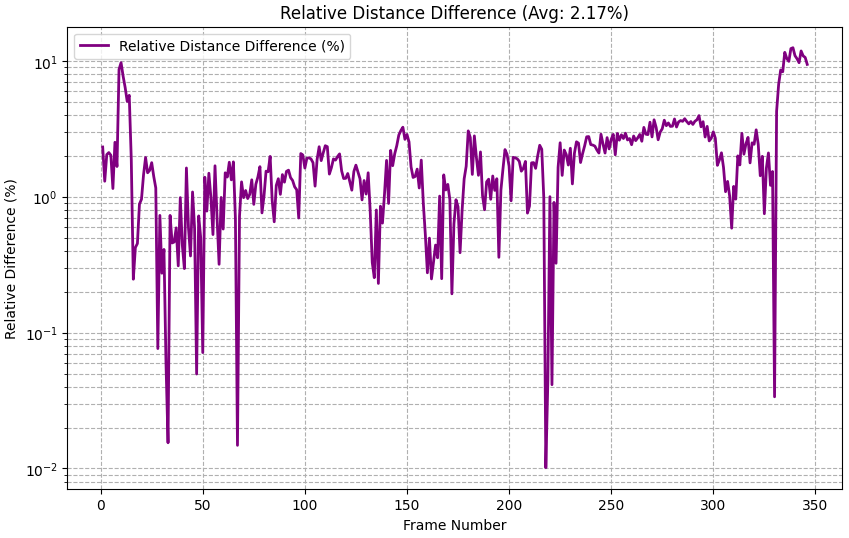 Relative Distance Difference (Avg: 2.17%)
Relative Distance Difference (%)
Relative Difference (%)
10¹
10⁰
10⁻¹
10⁻²
0 50 100 150 200 250 300 350
Frame Number